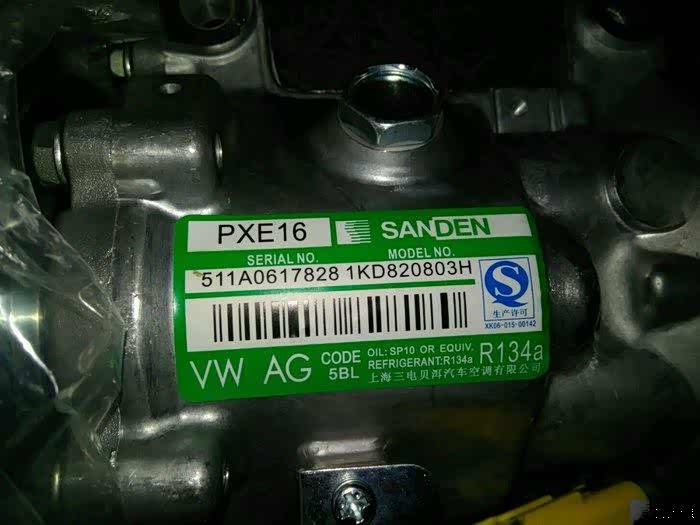 PXE16
SANDEN
SERIAL NO.
MODEL NO.
511A0617828 1KD820803H
生产许可
XK06-015-00142
VW AG
CODE
5BL
OIL: SP10 OR EQUIV.
REFRIGERANT:R134a
R134a
上海三电贝洱汽车空调有限公司